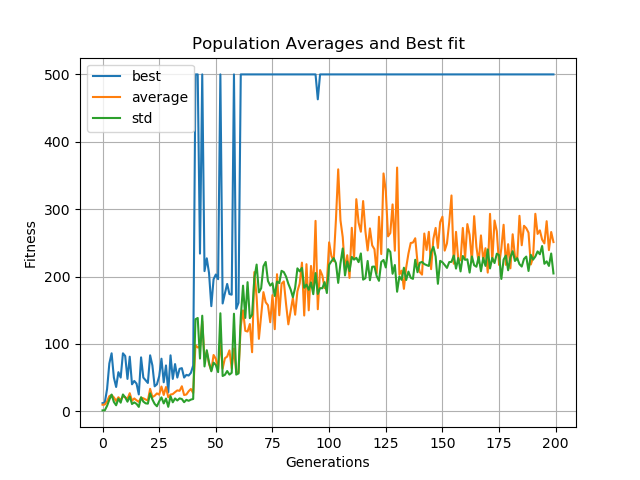 Population Averages and Best fit
best
average
std
Fitness
500
400
300
200
100
0
0 25 50 75 100 125 150 175 200
Generations